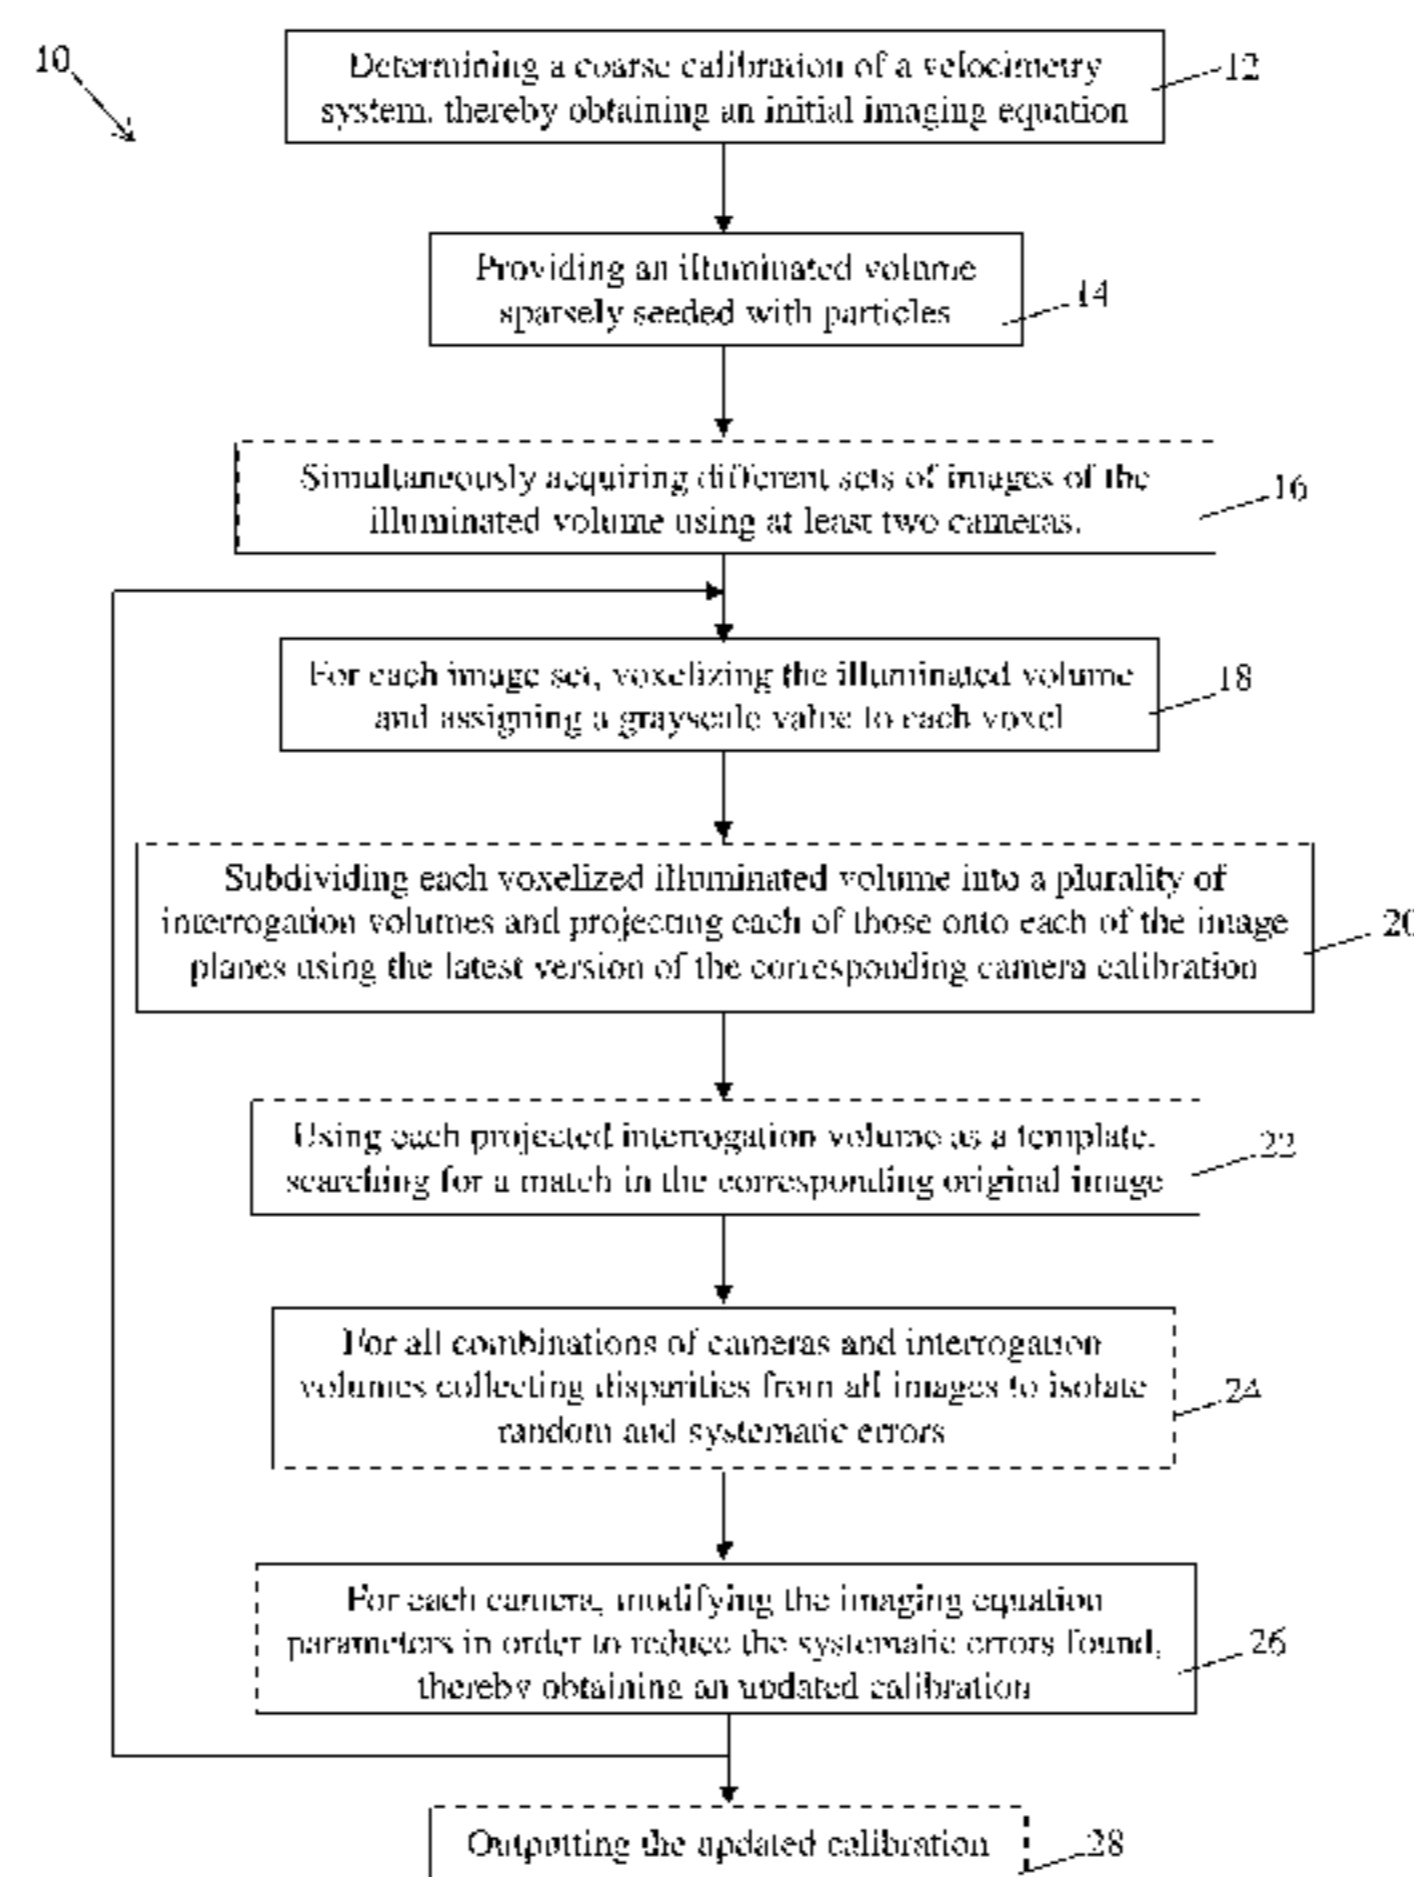 10
Determining a coarse calibration of a velocimetry
system, thereby obtaining an initial imaging equation
12
Providing an illuminated volume
sparsely seeded with particles
14
Simultaneously acquiring different sets of images of the
illuminated volume using at least two cameras.
16
For each image set, voxelizing the illuminated volume
and assigning a grayscale value to each voxel
18
Subdividing each voxelized illuminated volume into a plurality of
interrogation volumes and projecting each of those onto each of the image
planes using the latest version of the corresponding camera calibration
20
Using each projected interrogation volume as a template,
searching for a match in the corresponding original image
22
For all combinations of cameras and interrogation
volumes collecting disparities from all images to isolate
random and systematic errors
24
For each camera, modifying the imaging equation
parameters in order to reduce the systematic errors found,
thereby obtaining an updated calibration
26
Outputting the updated calibration
28